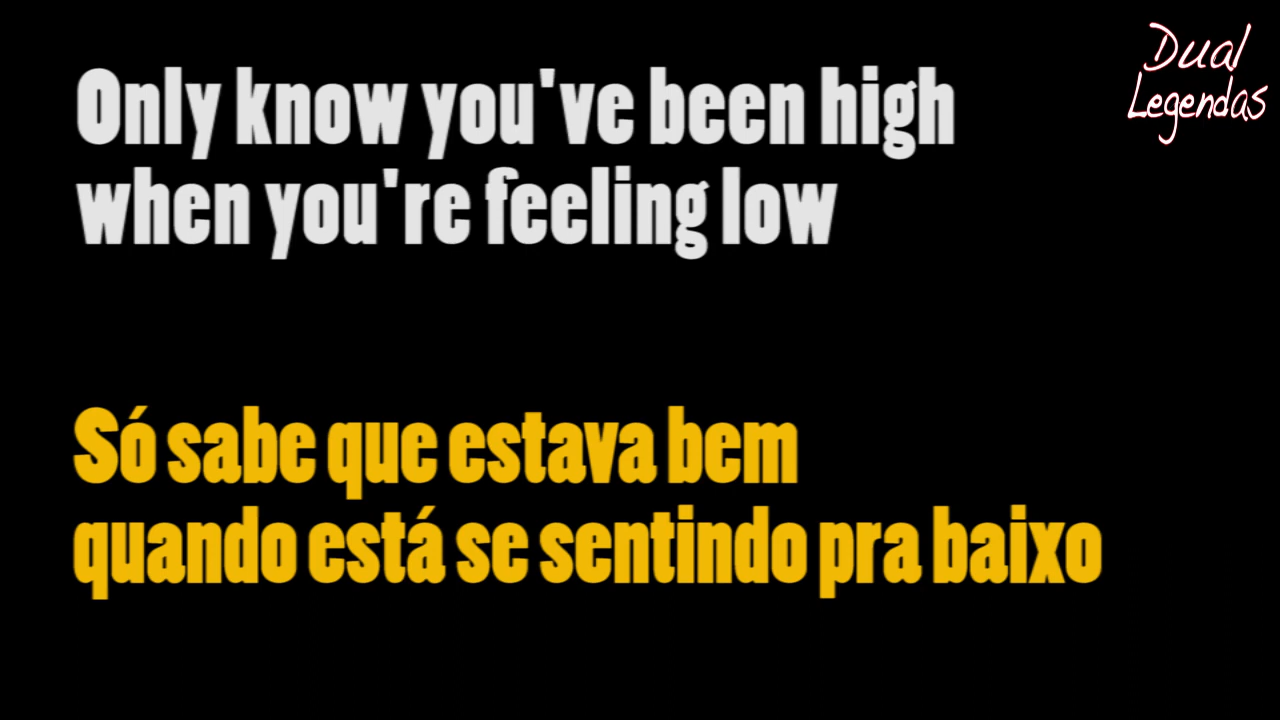 Dual
Legendas
Only know you've been high
when you're feeling low
Só sabe que estava bem
quando está se sentindo pra baixo